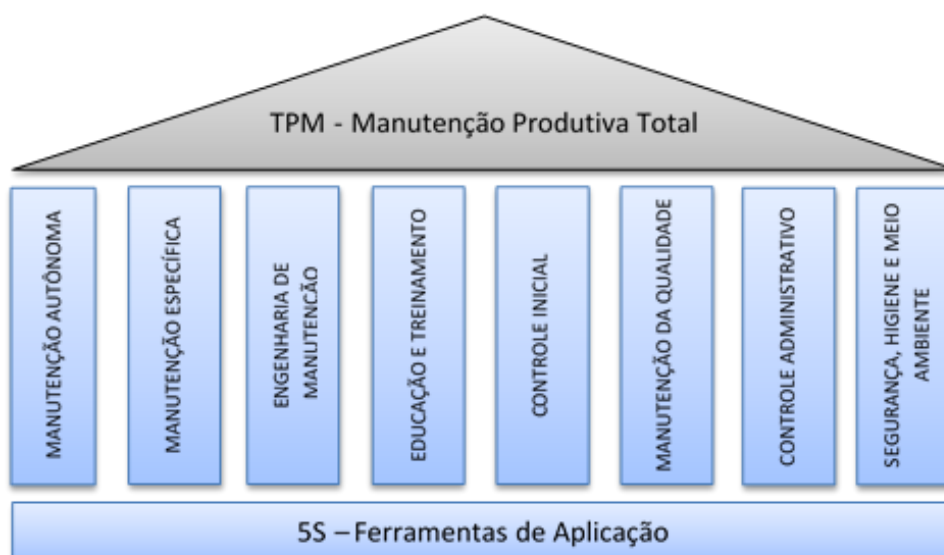 TPM - Manutenção Produtiva Total
MANUTENÇÃO AUTÔNOMA
MANUTENÇÃO ESPECÍFICA
ENGENHARIA DE
MANUTENCÃO
EDUCAÇÃO E TREINAMENTO
CONTROLE INICIAL
MANUTENÇÃO DA QUALIDADE
CONTROLE ADMINISTRATIVO
SEGURANÇA, HIGIENE E MEIO
AMBIENTE
5S – Ferramentas de Aplicação